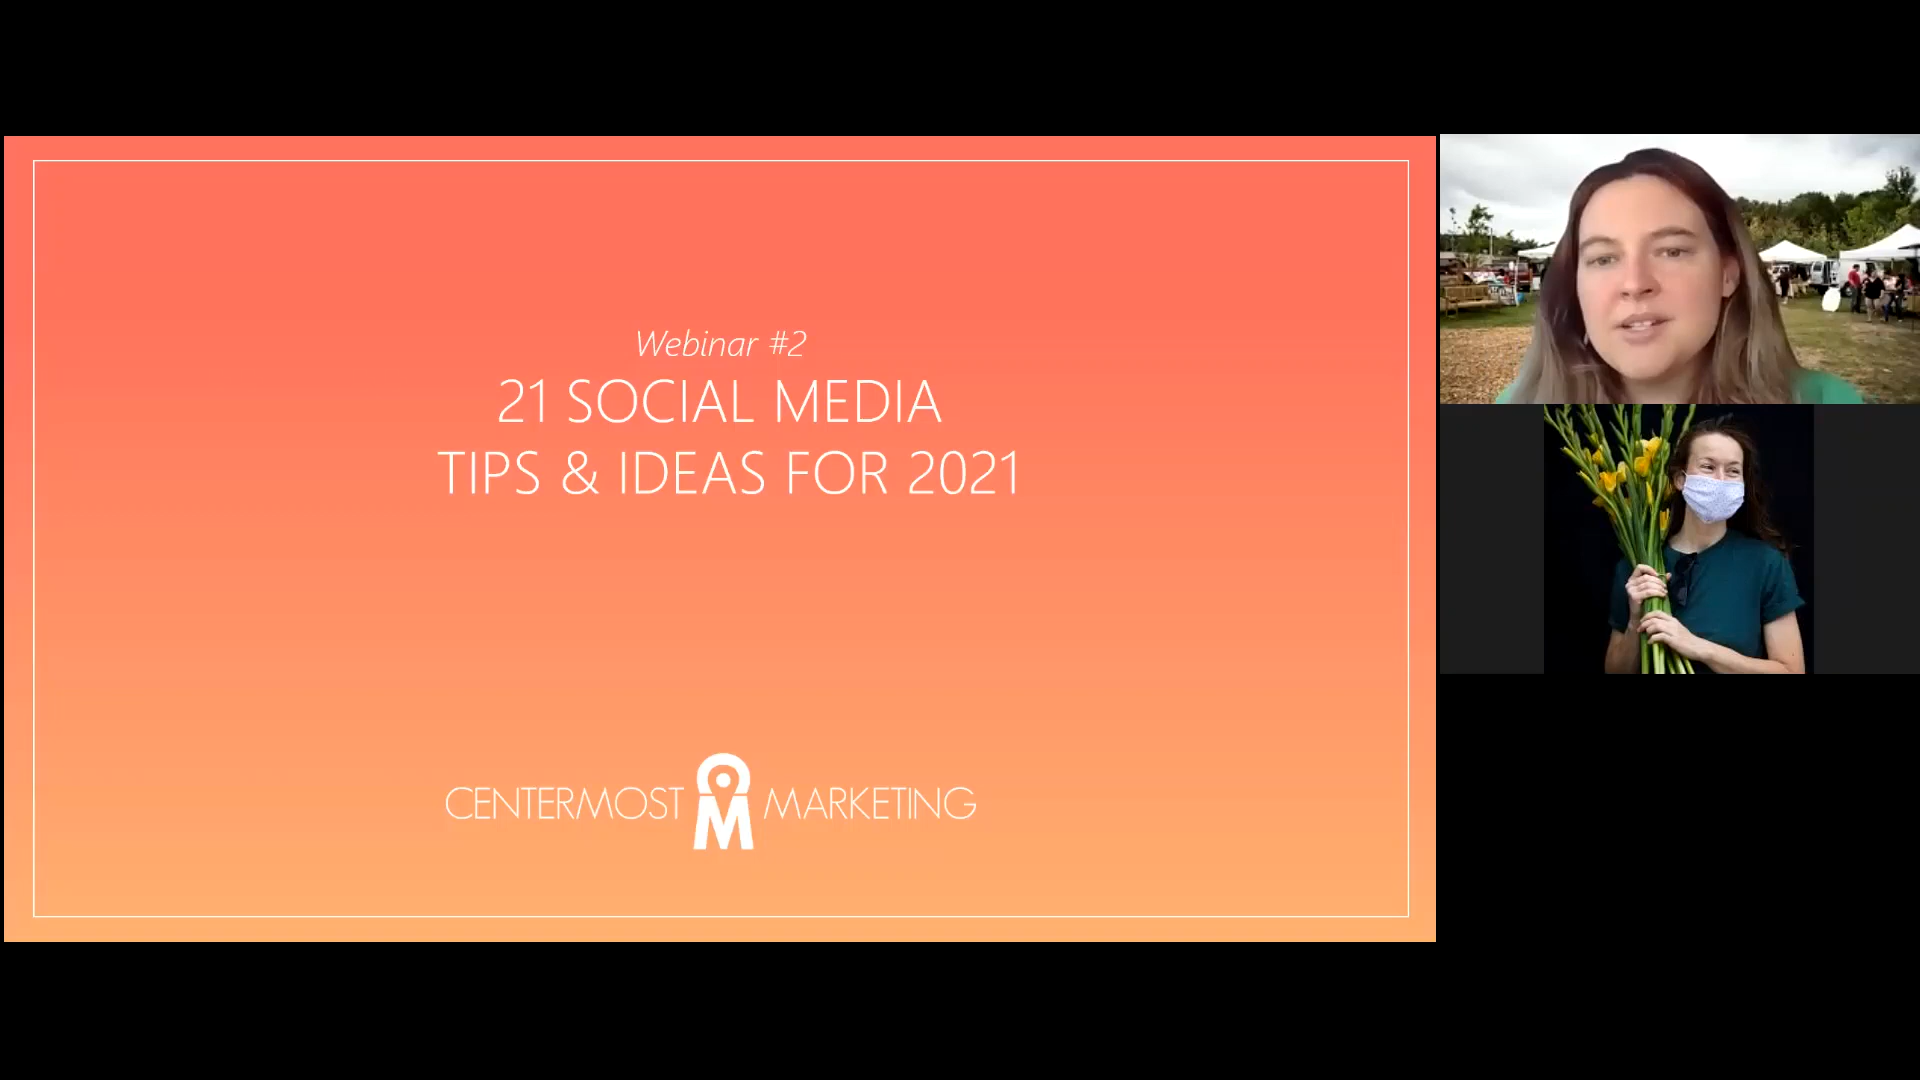 Webinar #2
21 SOCIAL MEDIA
TIPS & IDEAS FOR 2021
CENTERMOST MARKETING